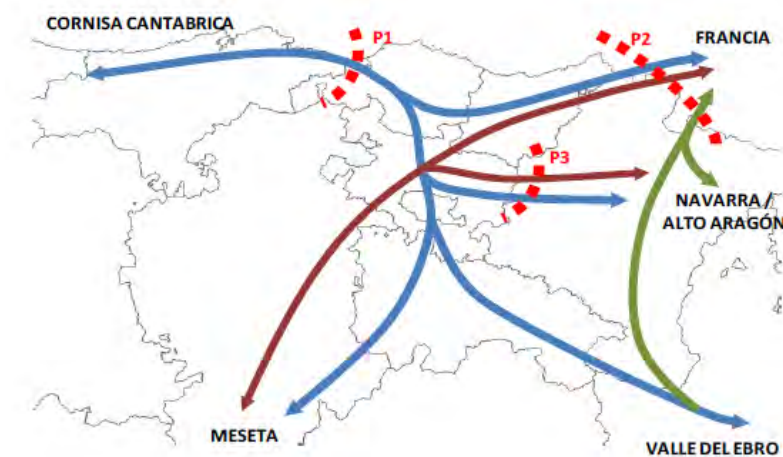 CORNISA CANTABRICA
P1
P2
FRANCIA
P3
NAVARRA /
ALTO ARAGÓN
MESETA
VALLE DEL EBRO